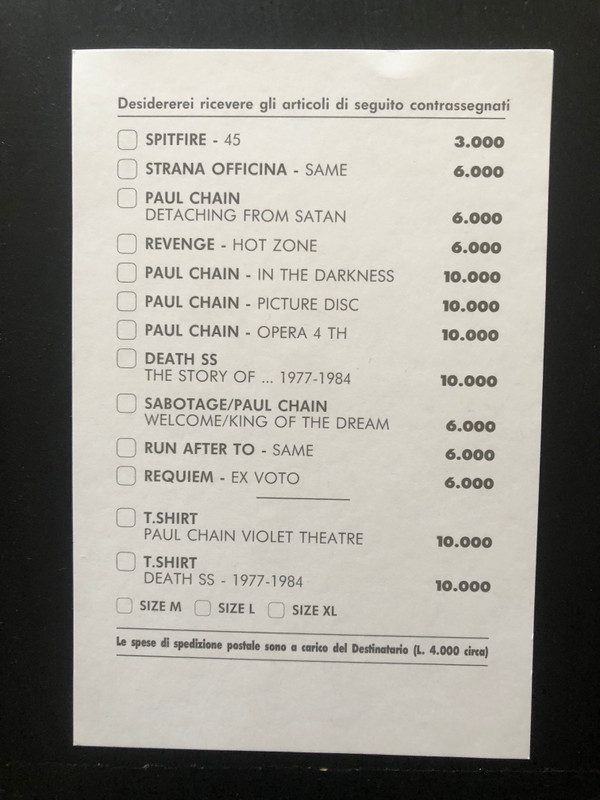 Desidererei ricevere gli articoli di seguito contrassegnati
SPITFIRE - 45 3.000
STRANA OFFICINA - SAME 6.000
PAUL CHAIN
DETACHING FROM SATAN 6.000
REVENGE - HOT ZONE 6.000
PAUL CHAIN - IN THE DARKNESS 10.000
PAUL CHAIN - PICTURE DISC 10.000
PAUL CHAIN - OPERA 4 TH 10.000
DEATH SS
THE STORY OF ... 1977-1984 10.000
SABOTAGE/PAUL CHAIN
WELCOME/KING OF THE DREAM 6.000
RUN AFTER TO - SAME 6.000
REQUIEM - EX VOTO 6.000
T.SHIRT
PAUL CHAIN VIOLET THEATRE 10.000
T.SHIRT
DEATH SS - 1977-1984 10.000
SIZE M SIZE L SIZE XL
Le spese di spedizione postale sono a carico del Destinatario (L. 4.000 circa)